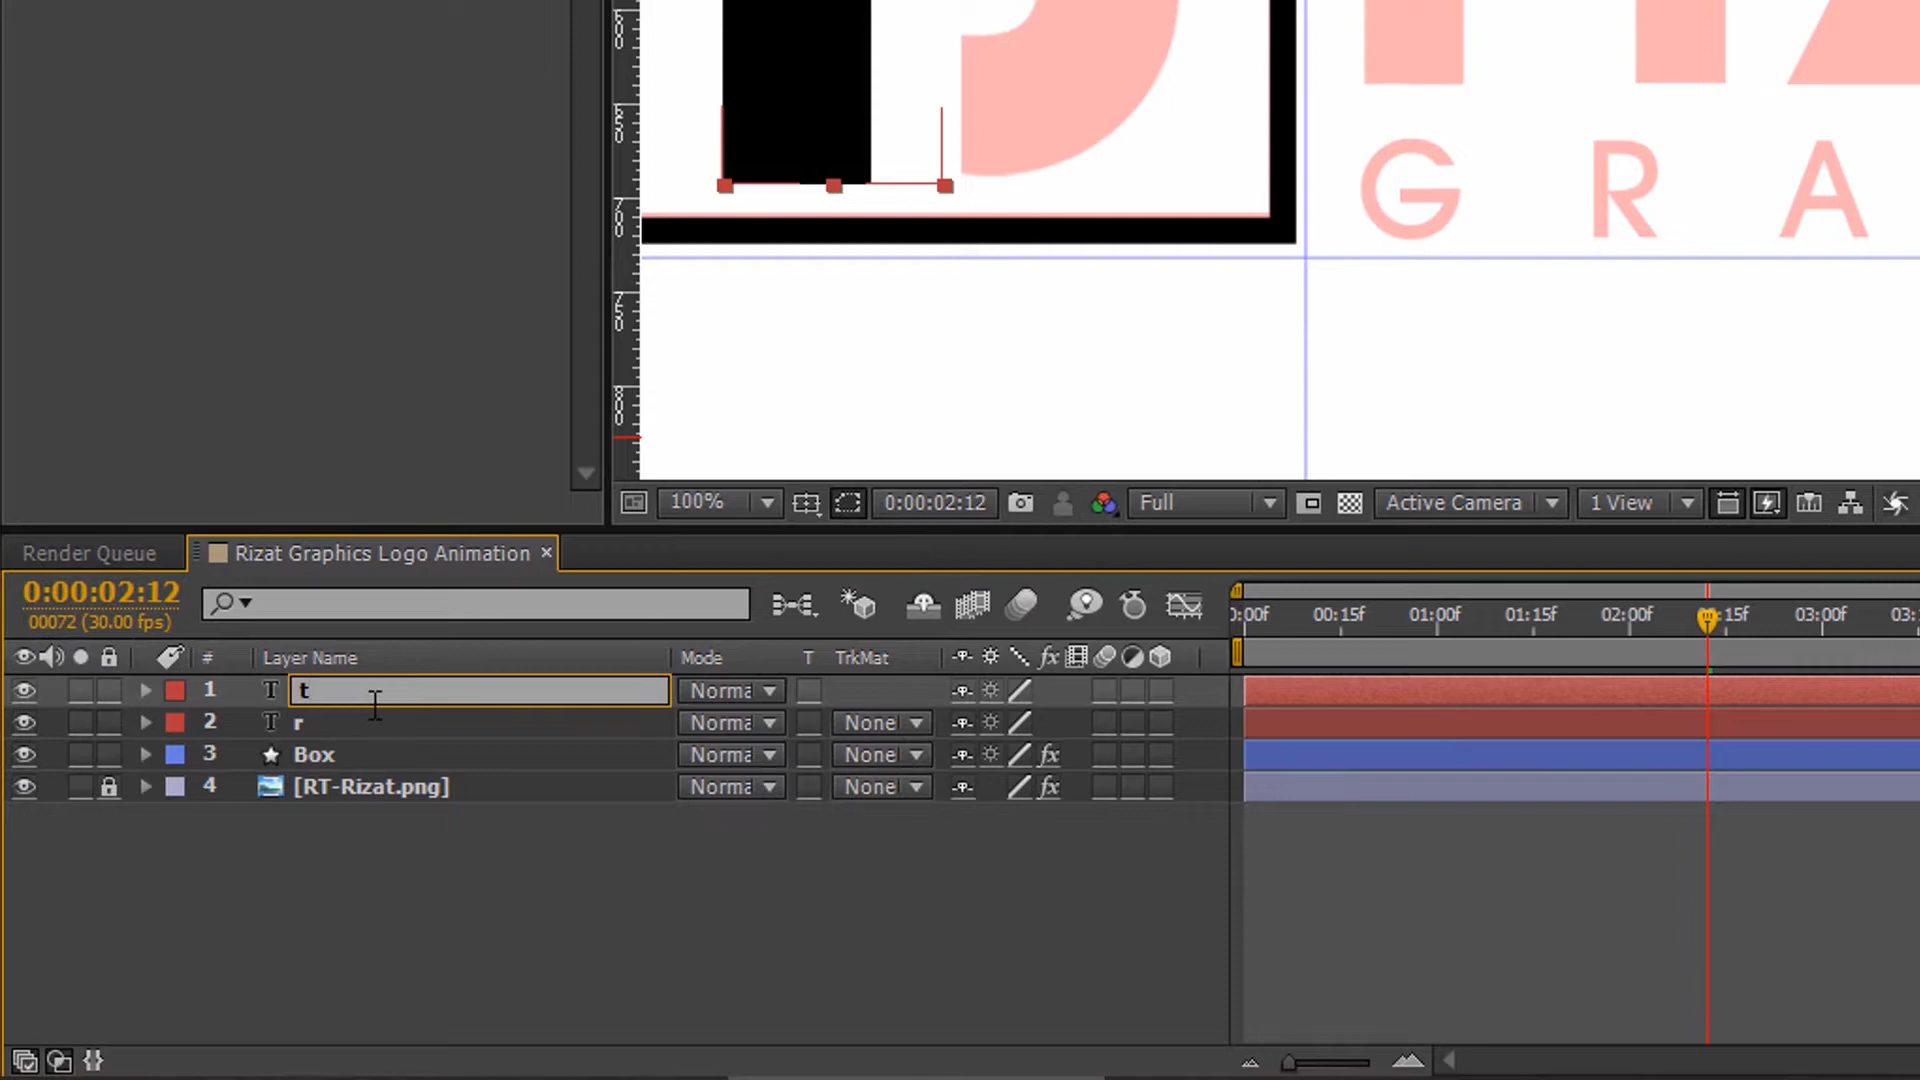 G R A
100%
0:00:02:12
Full
Active Camera
1 View
Render Queue
Rizat Graphics Logo Animation ×
0:00:02:12
00072 (30.00 fps)
00f
00:15f
01:00f
01:15f
02:00f
15f
03:00f
# Layer Name Mode T TrkMat
1 T t Norma
2 T r Norma None
3 Box Norma None
4 [RT-Rizat.png] Norma None